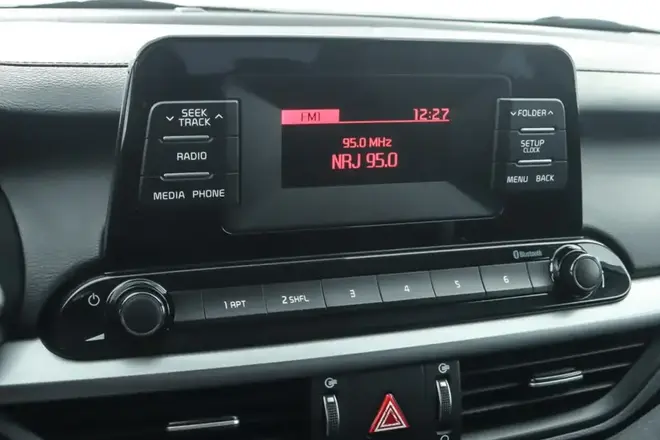 SEEK
TRACK
RADIO
MEDIA PHONE
FM1 12:27
95.0 MHz
NRJ 95.0
FOLDER
SETUP
CLOCK
MENU BACK
Bluetooth
1 RPT 2 SHFL 3 4 5 6